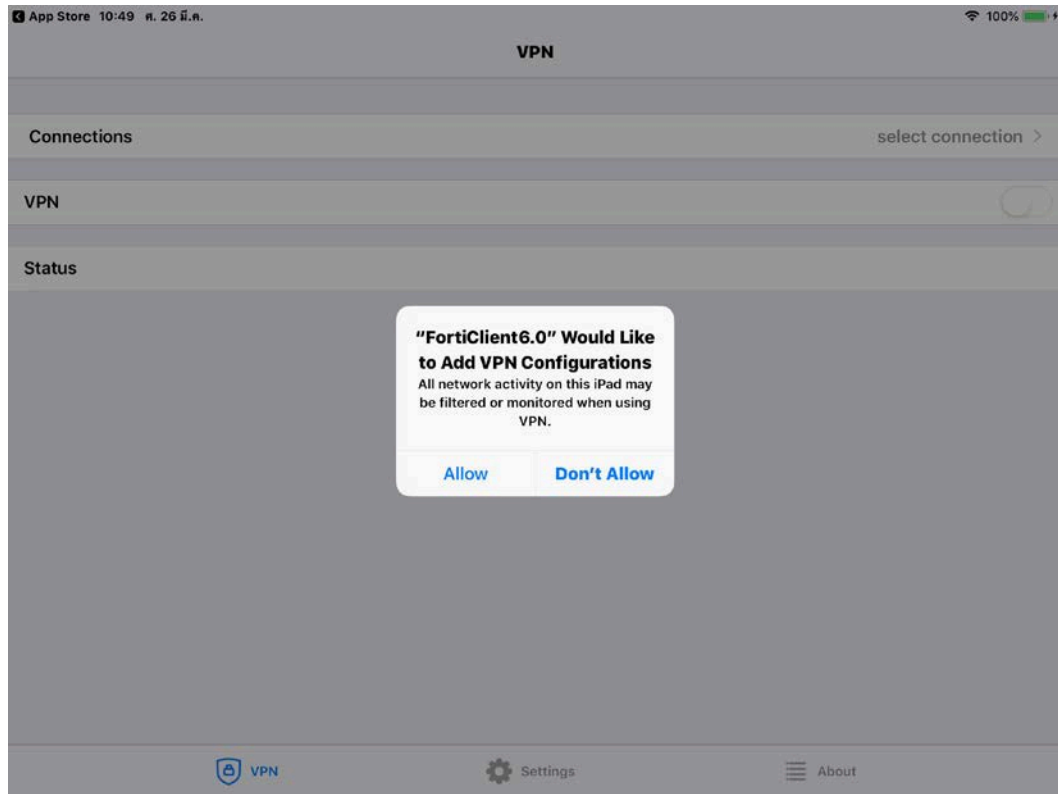 App Store 10:49 ศ. 26 มี.ค. 100%
VPN
Connections select connection
VPN
Status
"FortiClient6.0" Would Like
to Add VPN Configurations
All network activity on this iPad may
be filtered or monitored when using
VPN.
Allow Don't Allow
VPN Settings About